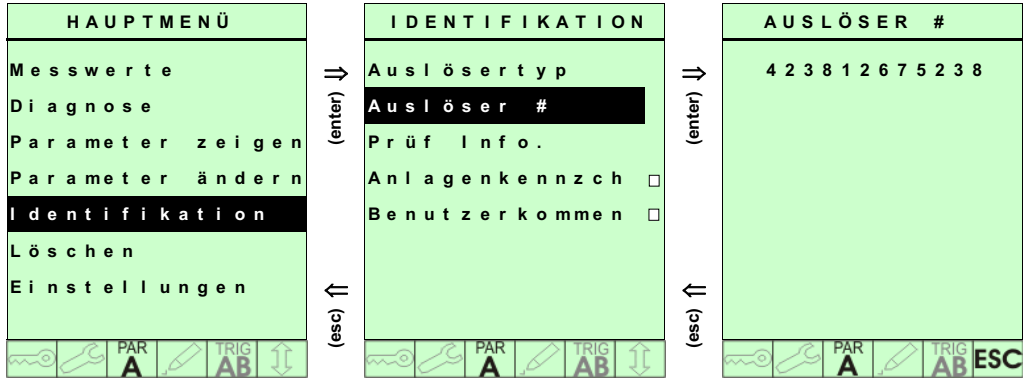 HAUPTMENÜ
Messwerte
Diagnose
Parameter zeigen
Parameter ändern
Identifikation
Löschen
Einstellungen
PAR
A
TRIG
AB
⇒
(enter)
⇐
(esc)
IDENTIFIKATION
Auslösertyp
Auslöser #
Prüf Info.
Anlagenkennzch
Benutzerkommen
PAR
A
TRIG
AB
⇒
(enter)
⇐
(esc)
AUSLÖSER #
423812675238
PAR
A
TRIG
AB
ESC